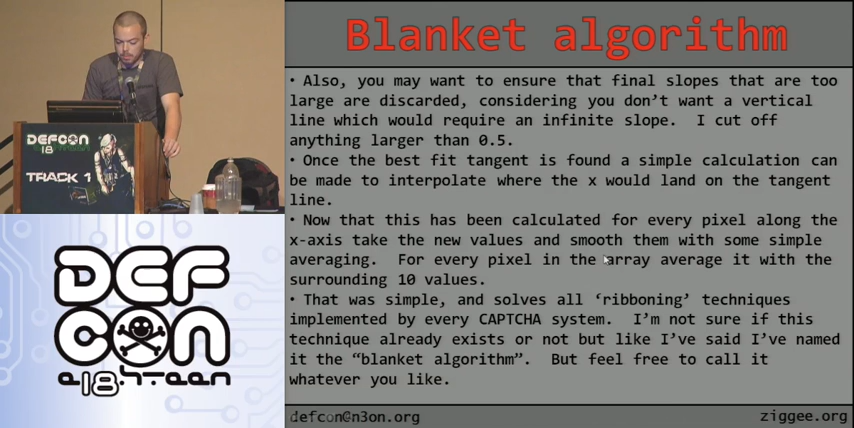 Blanket algorithm
• Also, you may want to ensure that final slopes that are too
large are discarded, considering you don't want a vertical
line which would require an infinite slope.  I cut off
anything larger than 0.5.
• Once the best fit tangent is found a simple calculation can
be made to interpolate where the x would land on the tangent
line.
• Now that this has been calculated for every pixel along the
x-axis take the new values and smooth them with some simple
averaging.  For every pixel in the array average it with the
surrounding 10 values.
• That was simple, and solves all ‘ribboning’ techniques
implemented by every CAPTCHA system.  I'm not sure if this
technique already exists or not but like I've said I've named
it the “blanket algorithm”.  But feel free to call it
whatever you like.
defcon@n3on.org
ziggee.org
DEFCON
18
TRACK 1
DEF
CON
e18hteen